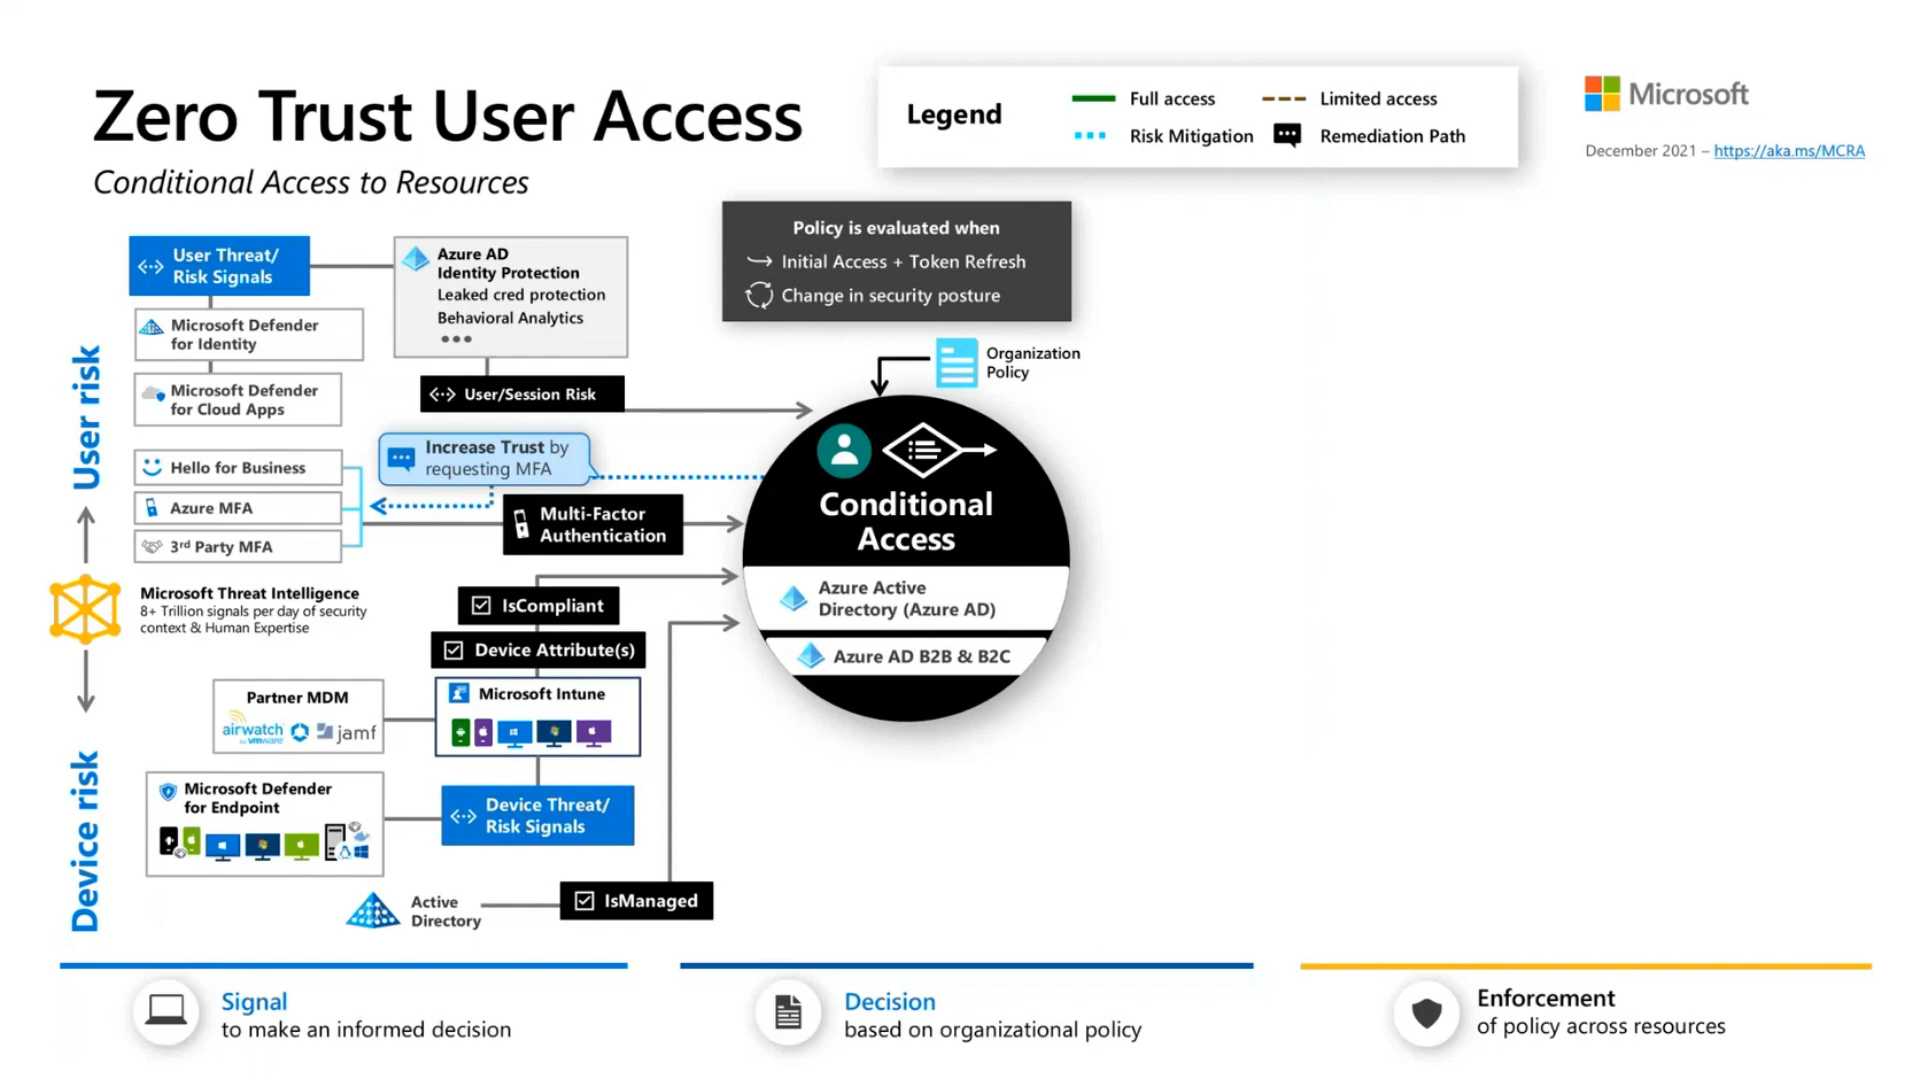 Zero Trust User Access
Conditional Access to Resources
Legend
Full access
Limited access
Risk Mitigation
Remediation Path
Microsoft
December 2021 – https://aka.ms/MCRA
Policy is evaluated when
Initial Access + Token Refresh
Change in security posture
Organization
Policy
User risk
User Threat/
Risk Signals
Azure AD
Identity Protection
Leaked cred protection
Behavioral Analytics
Microsoft Defender
for Identity
Microsoft Defender
for Cloud Apps
User/Session Risk
Increase Trust by
requesting MFA
Hello for Business
Azure MFA
3rd Party MFA
Multi-Factor
Authentication
Conditional
Access
Azure Active
Directory (Azure AD)
Azure AD B2B & B2C
Microsoft Threat Intelligence
8+ Trillion signals per day of security
context & Human Expertise
IsCompliant
Device Attribute(s)
Device risk
Partner MDM
airwatch
by vmware
jamf
Microsoft Intune
Microsoft Defender
for Endpoint
Device Threat/
Risk Signals
Active
Directory
IsManaged
Signal
to make an informed decision
Decision
based on organizational policy
Enforcement
of policy across resources